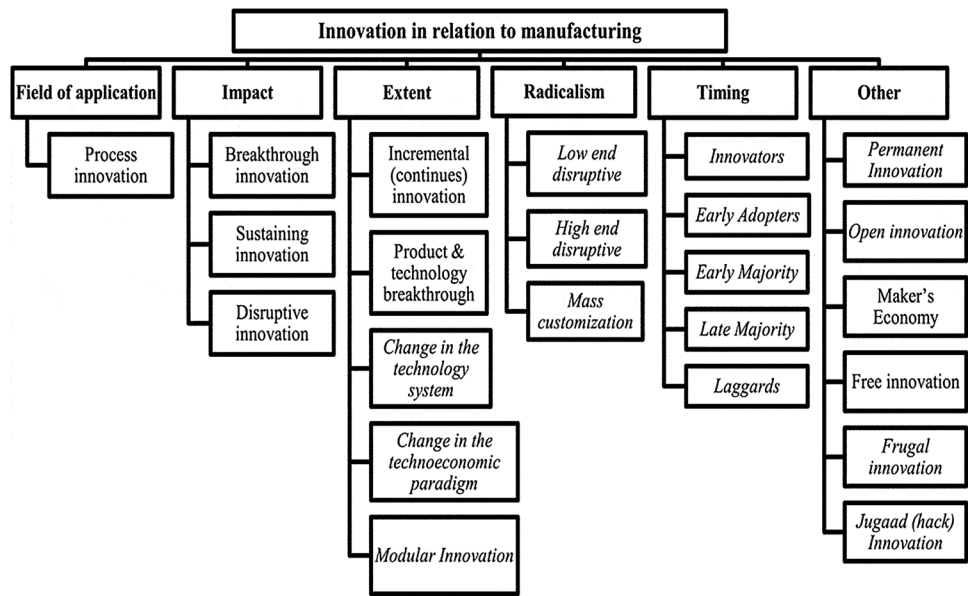 Innovation in relation to manufacturing
Field of application
Process
innovation
Impact
Breakthrough
innovation
Sustaining
innovation
Disruptive
innovation
Extent
Incremental
(continues)
innovation
Product &
technology
breakthrough
Change in the
technology
system
Change in the
technoeconomic
paradigm
Modular Innovation
Radicalism
Low end
disruptive
High end
disruptive
Mass
customization
Timing
Innovators
Early Adopters
Early Majority
Late Majority
Laggards
Other
Permanent
Innovation
Open innovation
Maker's
Economy
Free innovation
Frugal
innovation
Jugaad (hack)
Innovation